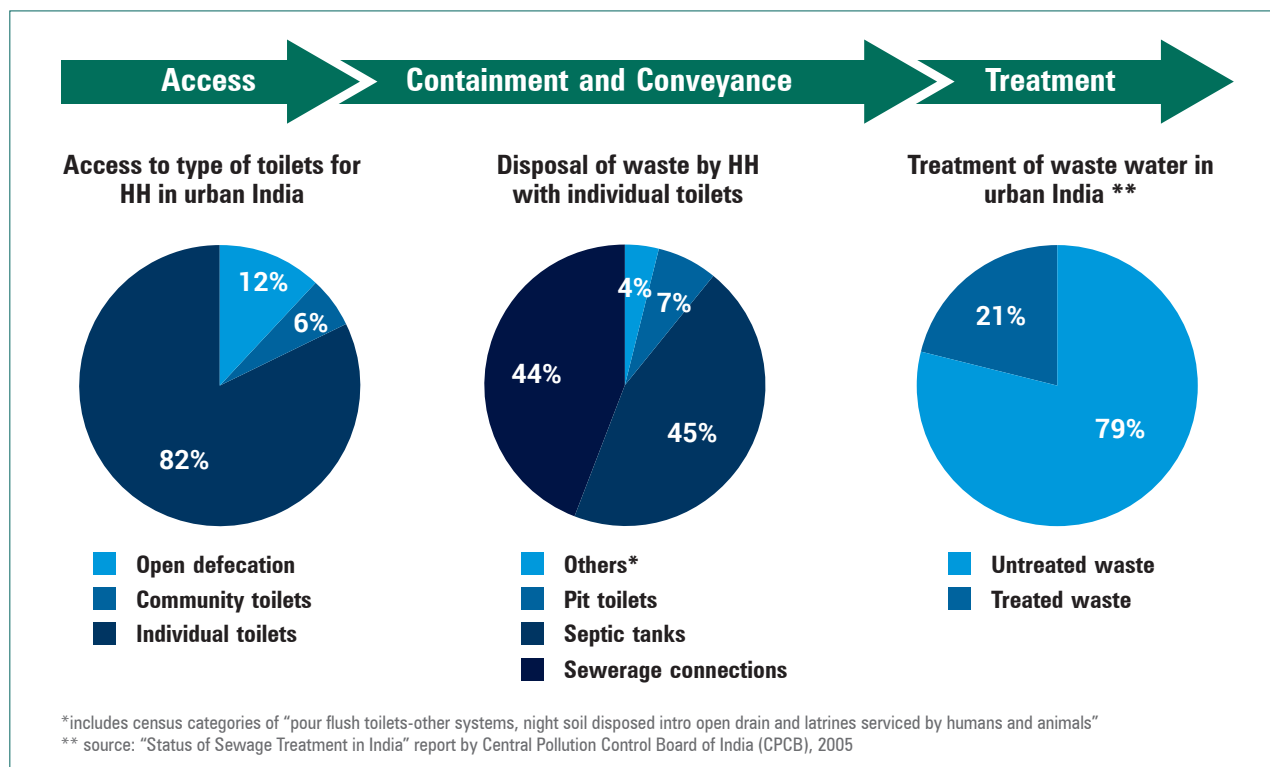 Access
Containment and Conveyance
Treatment
Access to type of toilets for
HH in urban India
12%
6%
82%
Open defecation
Community toilets
Individual toilets
Disposal of waste by HH
with individual toilets
4%
7%
44%
45%
Others*
Pit toilets
Septic tanks
Sewerage connections
Treatment of waste water in
urban India **
21%
79%
Untreated waste
Treated waste
*includes census categories of “pour flush toilets-other systems, night soil disposed intro open drain and latrines serviced by humans and animals”
** source: “Status of Sewage Treatment in India” report by Central Pollution Control Board of India (CPCB), 2005